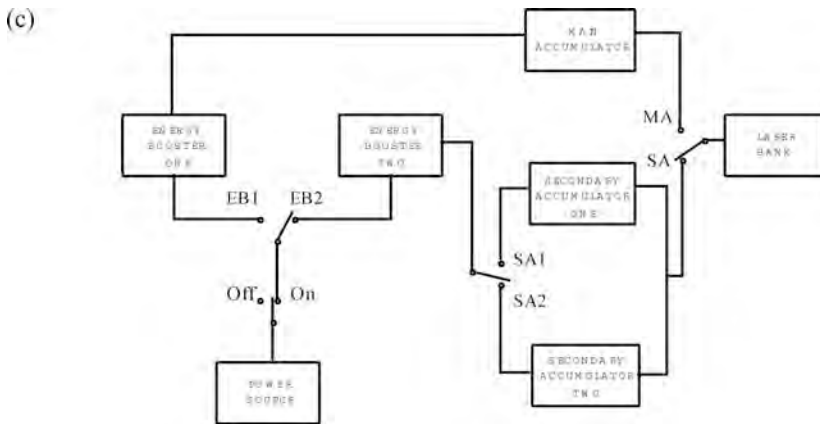 (c)
MAIN
ACCUMULATOR
MA
ENERGY
BOOSTER
ONE
ENERGY
BOOSTER
TWO
LASER
BANK
SA
SECONDARY
ACCUMULATOR
ONE
EB1
EB2
SA1
SA2
Off
On
SECONDARY
ACCUMULATOR
TWO
POWER
SOURCE